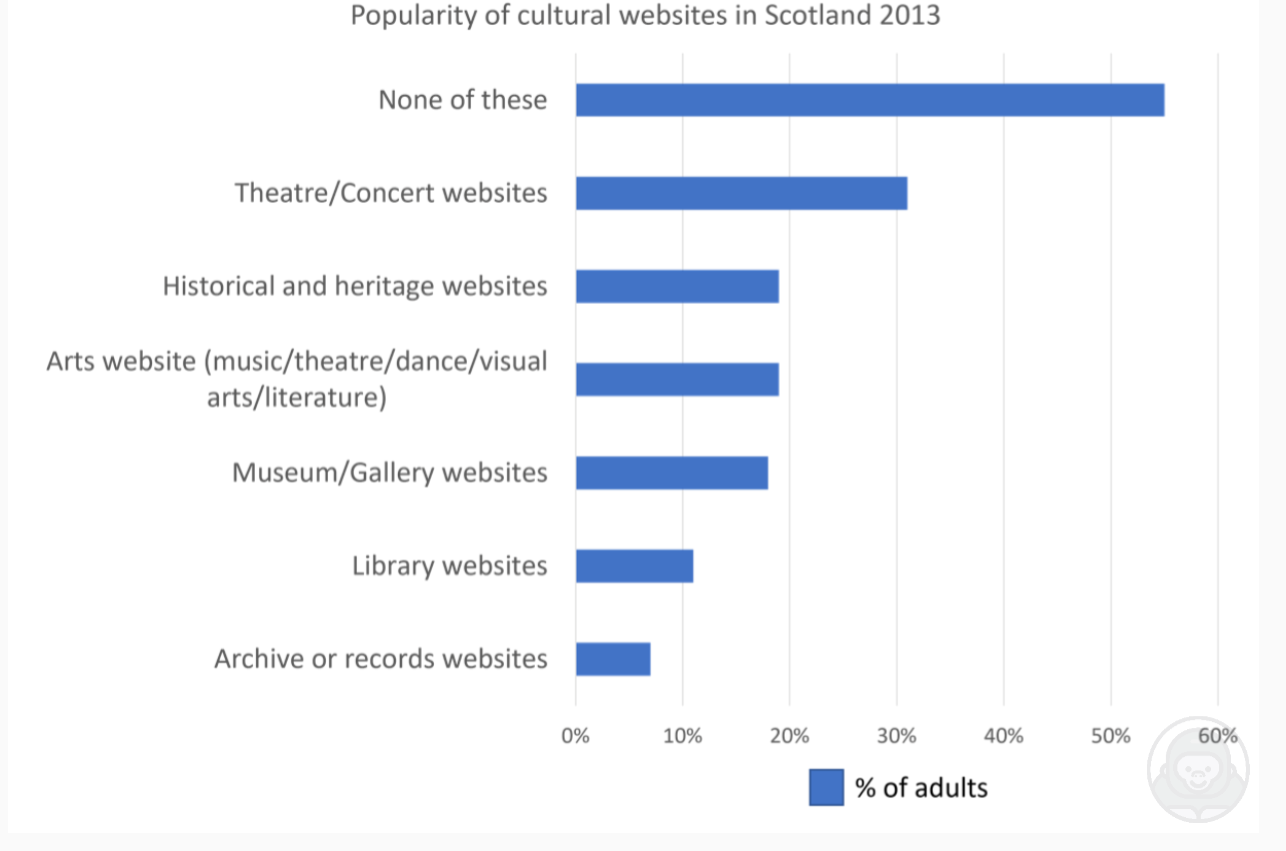 Popularity of cultural websites in Scotland 2013
None of these
Theatre/Concert websites
Historical and heritage websites
Arts website (music/theatre/dance/visual
arts/literature)
Museum/Gallery websites
Library websites
Archive or records websites
0% 10% 20% 30% 40% 50% 60%
% of adults